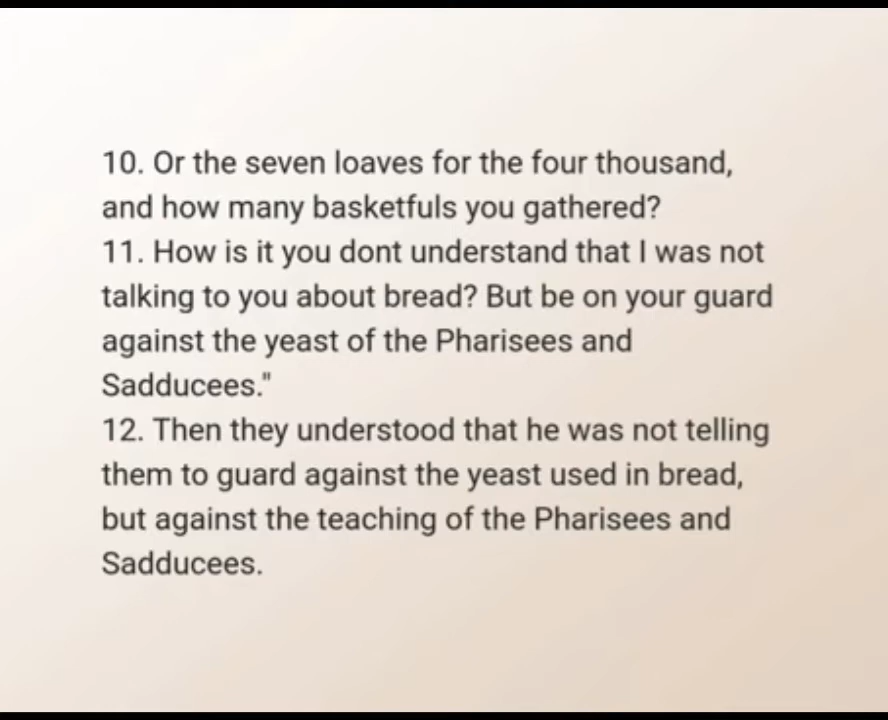 10. Or the seven loaves for the four thousand,
and how many basketfuls you gathered?
11. How is it you dont understand that I was not
talking to you about bread? But be on your guard
against the yeast of the Pharisees and
Sadducees."
12. Then they understood that he was not telling
them to guard against the yeast used in bread,
but against the teaching of the Pharisees and
Sadducees.